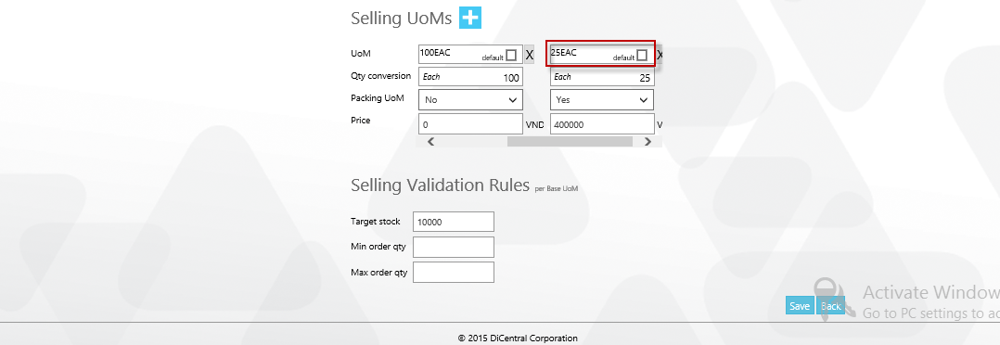 Selling UoMs +
UoM 100EAC default X 25EAC default X
Qty conversion Each 100 Each 25
Packing UoM No Yes
Price 0 VND 400000 V
Selling Validation Rules per Base UoM
Target stock 10000
Min order qty
Max order qty
Activate Window
Save Back Go to PC settings to ac
© 2015 DiCentral Corporation